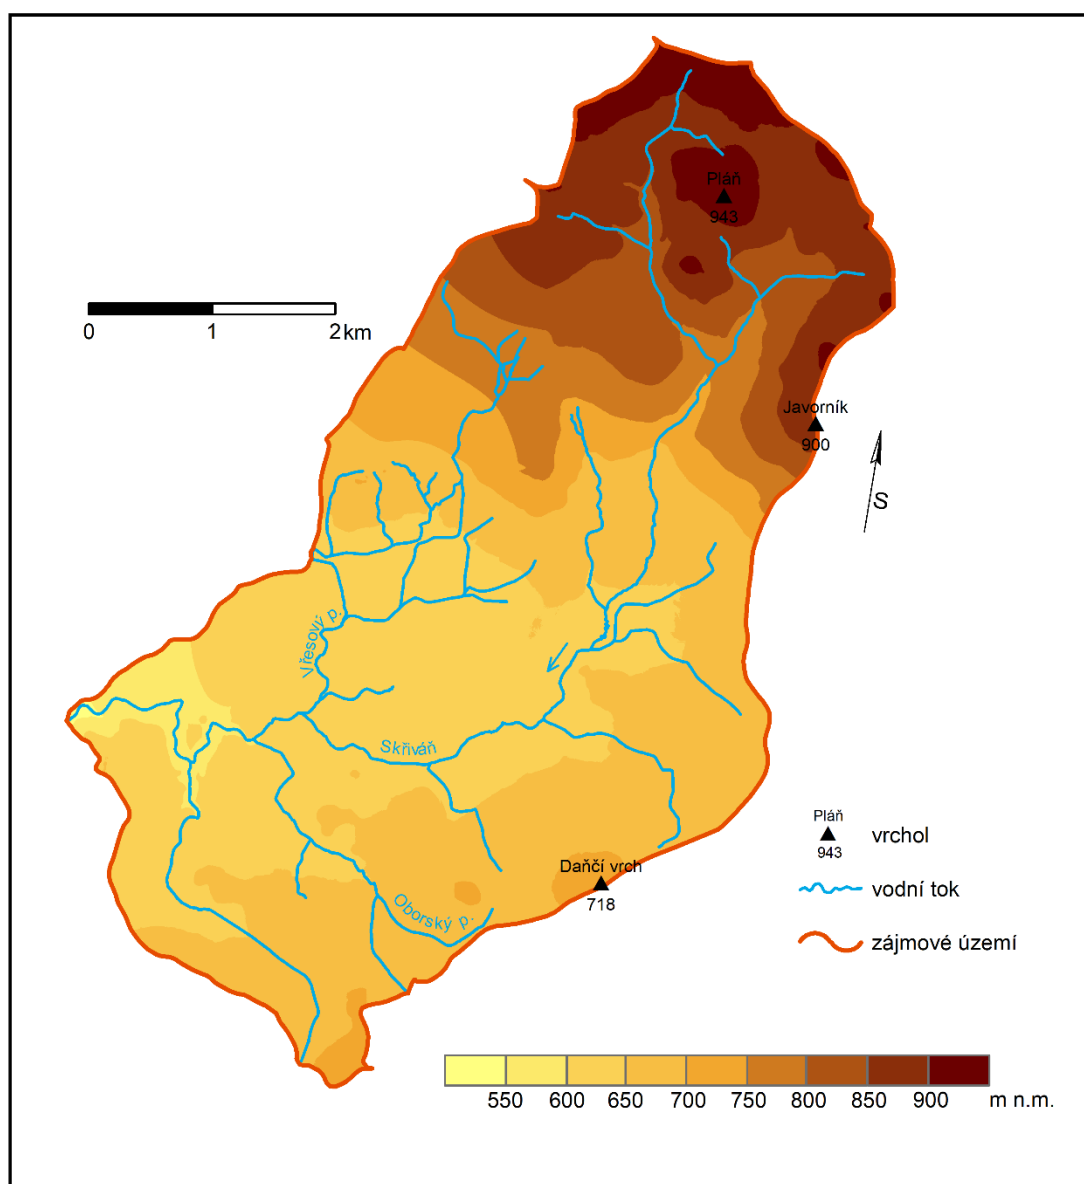 Pláň
943
0 1 2 km
Javorník
900
S
Vřesový p.
Skřiváň
Pláň
943
vrchol
Daňčí vrch
718
vodní tok
Oborský p.
zájmové území
550 600 650 700 750 800 850 900 m n.m.